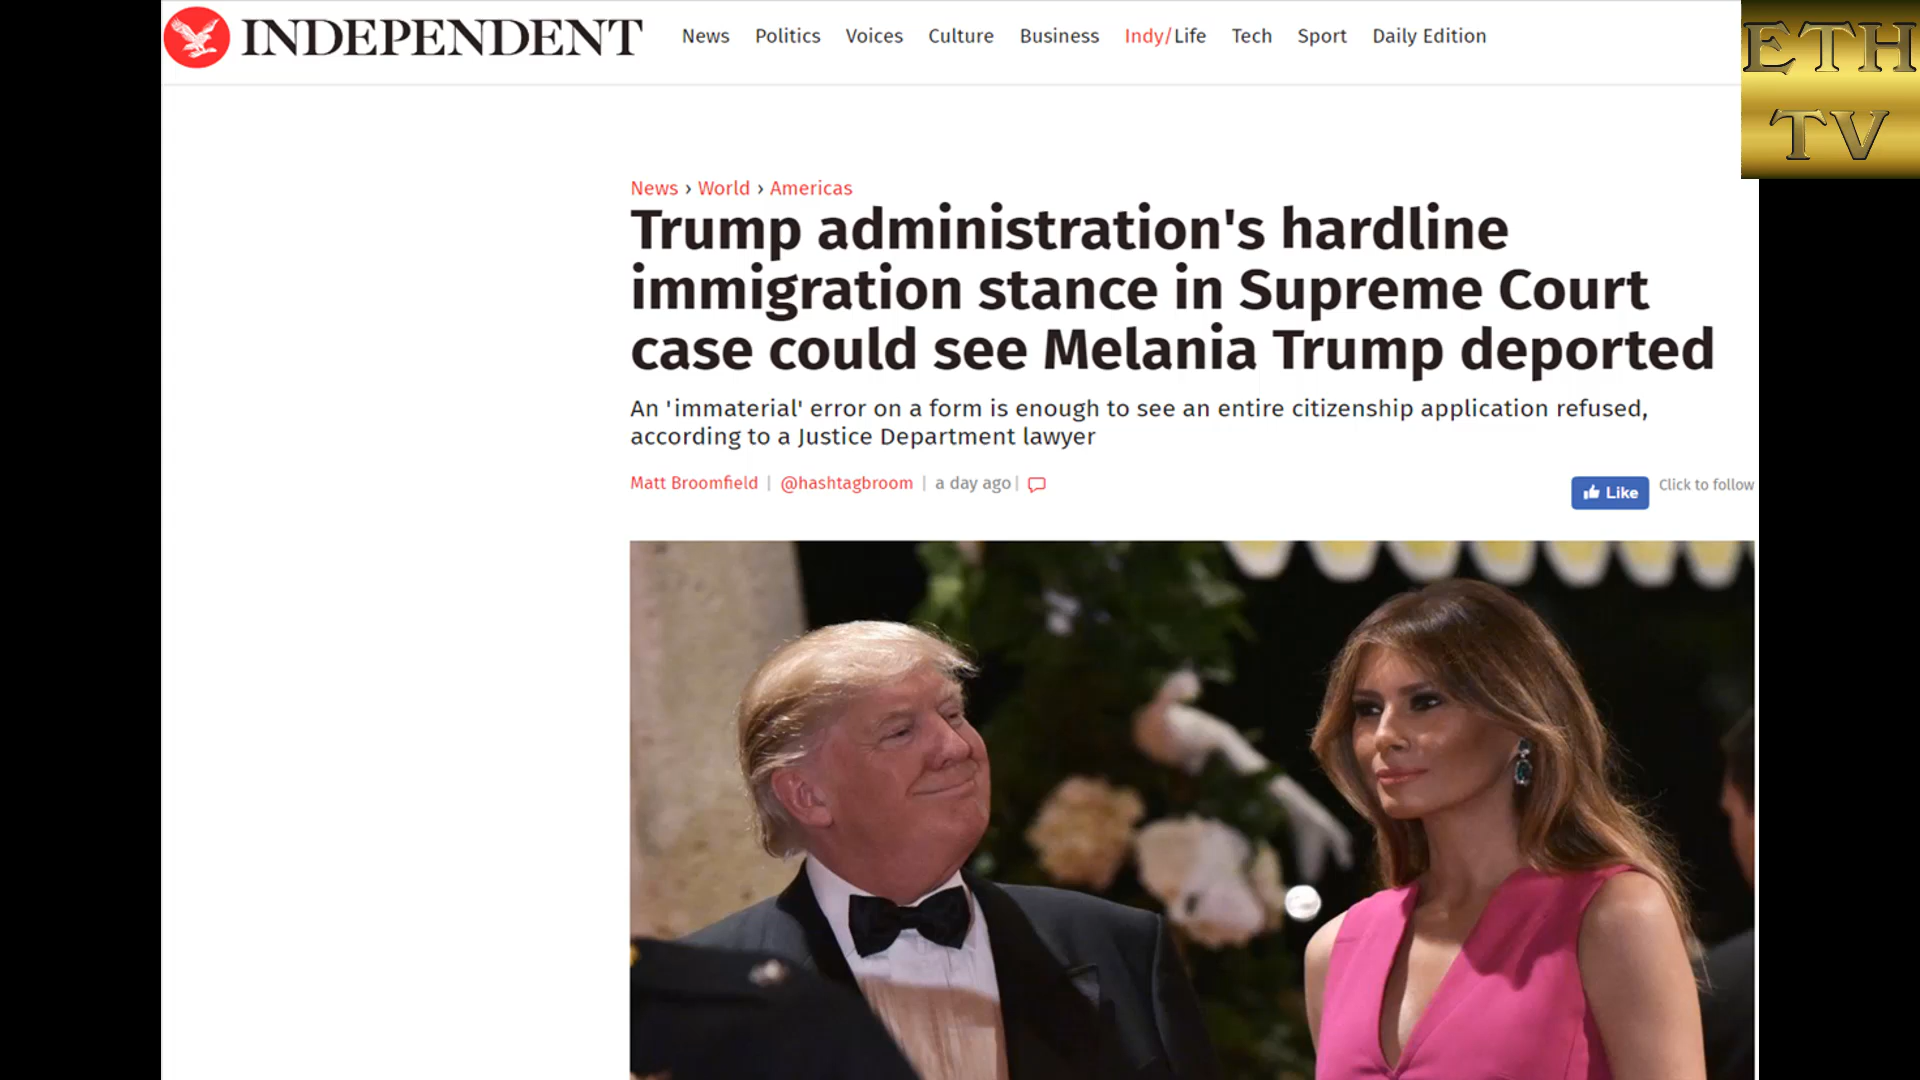 INDEPENDENT
News Politics Voices Culture Business Indy/Life Tech Sport Daily Edition
ETH
TV
News › World › Americas
Trump administration's hardline
immigration stance in Supreme Court
case could see Melania Trump deported
An 'immaterial' error on a form is enough to see an entire citizenship application refused,
according to a Justice Department lawyer
Matt Broomfield | @hashtagbroom | a day ago |
Like Click to follow